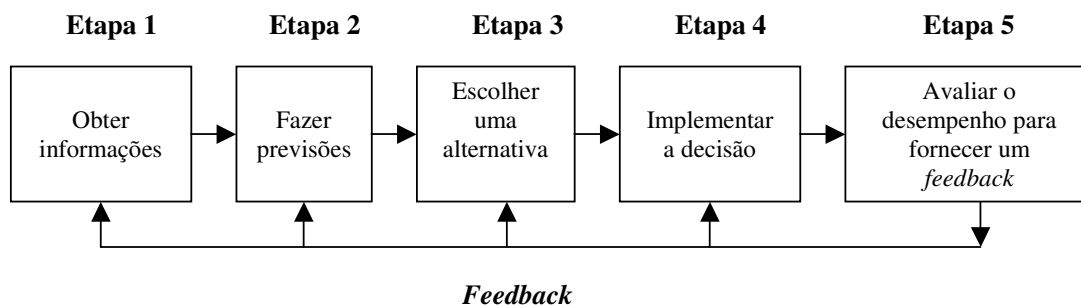 Etapa 1
Etapa 2
Etapa 3
Etapa 4
Etapa 5
Obter
informações
Fazer
previsões
Escolher
uma
alternativa
Implementar
a decisão
Avaliar o
desempenho para
fornecer um
feedback
Feedback